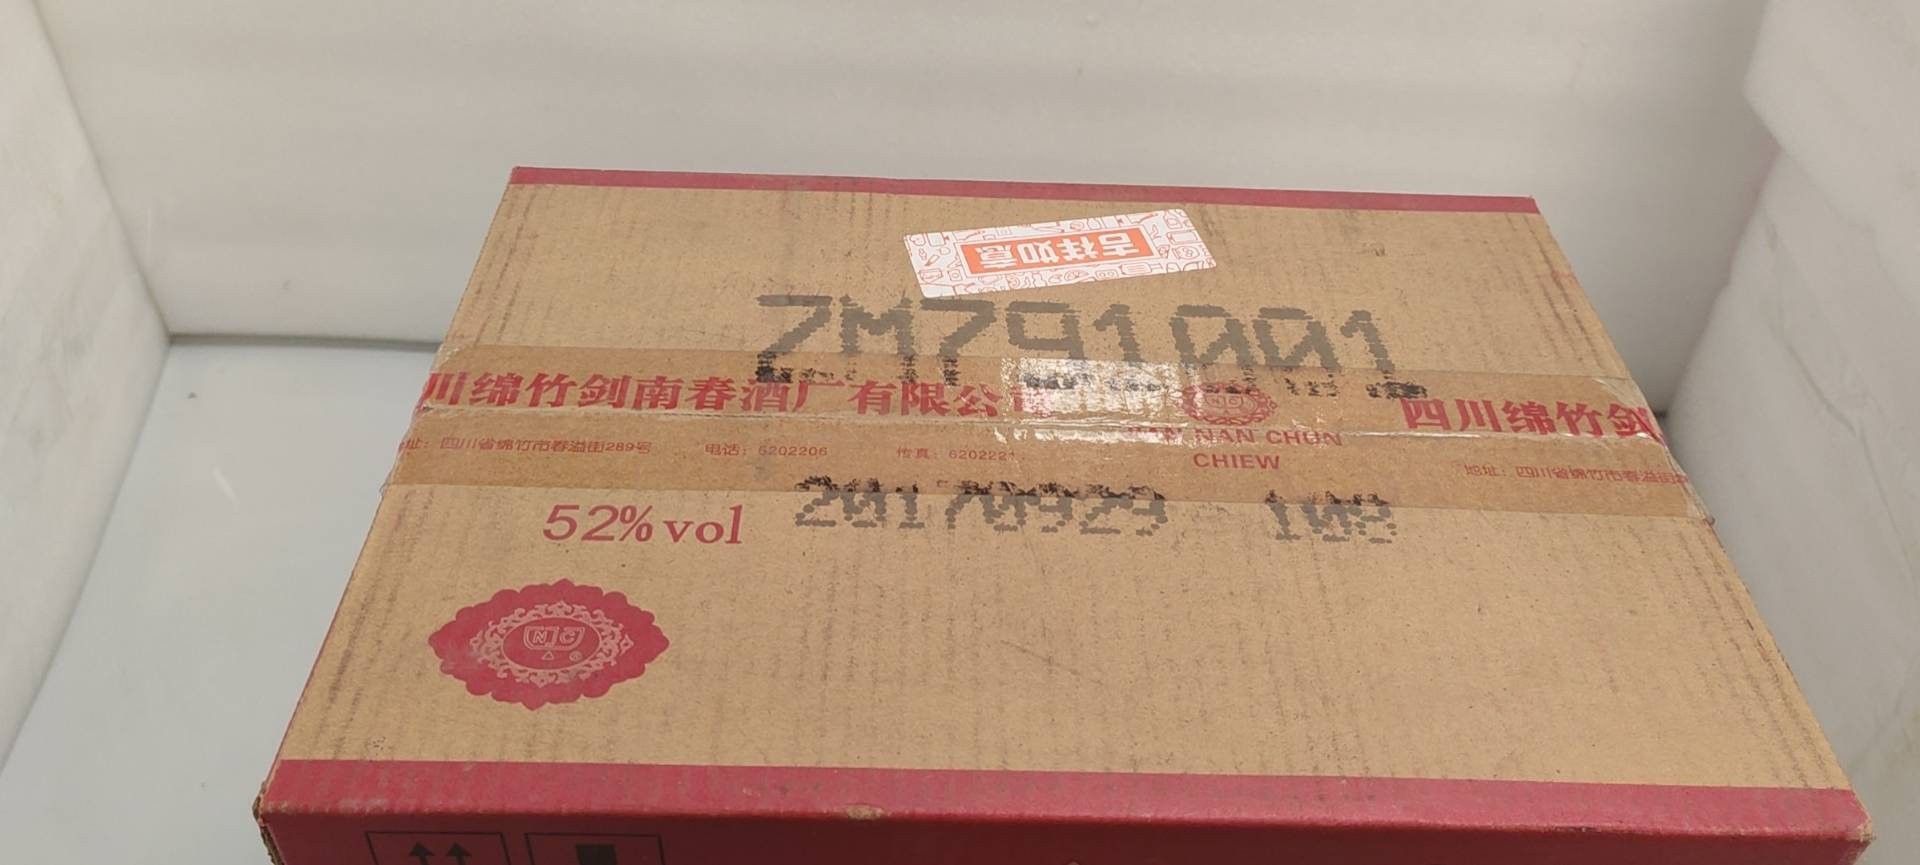 吉祥如意
ZM791001
川绵竹剑南春酒厂有限公司
四川绵竹剑
址：四川省绵竹市春溢街289号 电话：6202206 传真：620222
NAN CHUN
CHIEW
地址：四川省绵竹市春溢街
20170929 108
52%vol
NC